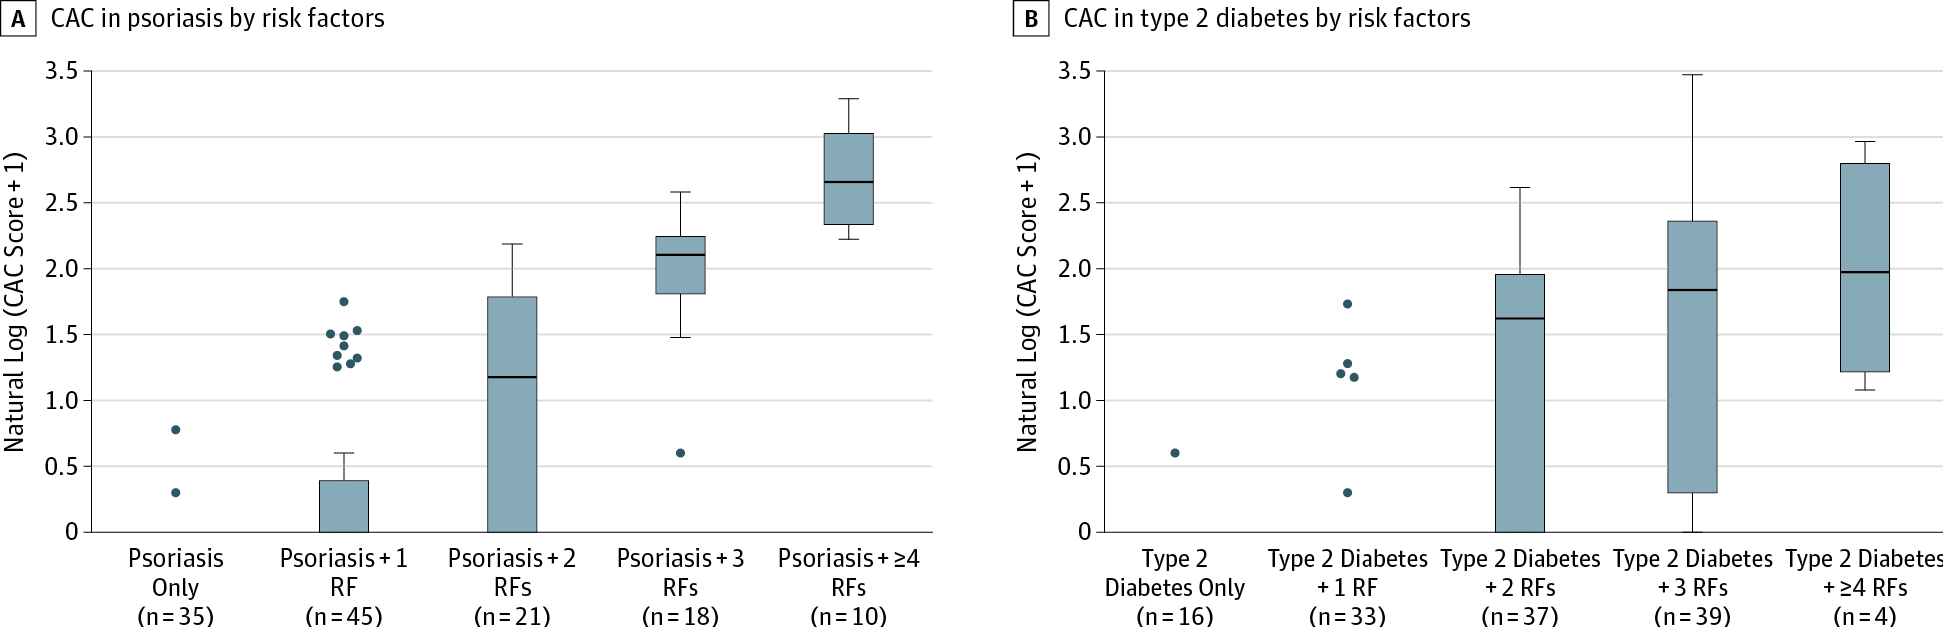 A CAC in psoriasis by risk factors
Natural Log (CAC Score + 1)
3.5
3.0
2.5
2.0
1.5
1.0
0.5
0
Psoriasis Only (n = 35)
Psoriasis + 1 RF (n = 45)
Psoriasis + 2 RFs (n = 21)
Psoriasis + 3 RFs (n = 18)
Psoriasis + ≥4 RFs (n = 10)
B CAC in type 2 diabetes by risk factors
Natural Log (CAC Score + 1)
3.5
3.0
2.5
2.0
1.5
1.0
0.5
0
Type 2 Diabetes Only (n = 16)
Type 2 Diabetes + 1 RF (n = 33)
Type 2 Diabetes + 2 RFs (n = 37)
Type 2 Diabetes + 3 RFs (n = 39)
Type 2 Diabetes + ≥4 RFs (n = 4)